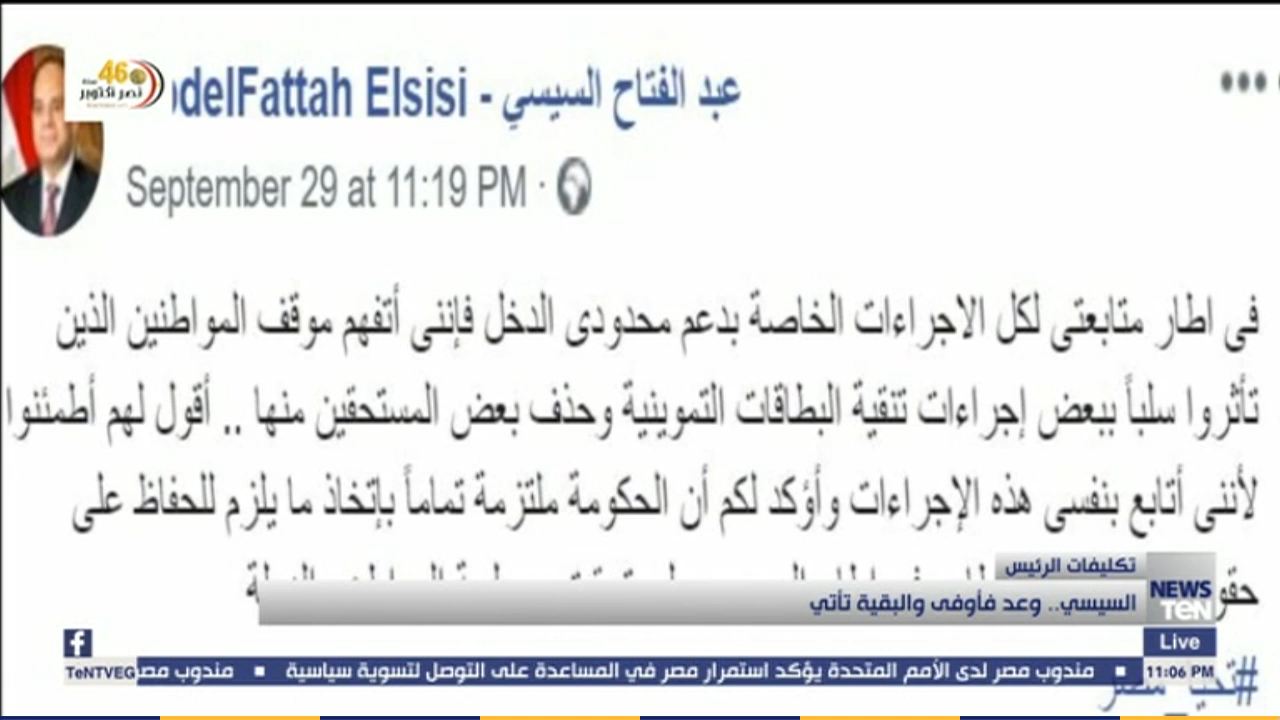 46 سنة
نصر أكتوبر
delFattah Elsisi - عبد الفتاح السيسي
September 29 at 11:19 PM ·
فى اطار متابعتى لكل الاجراءات الخاصة بدعم محدودى الدخل فإننى أتفهم موقف المواطنين الذين
تأثروا سلباً ببعض إجراءات تنقية البطاقات التموينية وحذف بعض المستحقين منها .. أقول لهم أطمئنوا
لأننى أتابع بنفسى هذه الإجراءات وأؤكد لكم أن الحكومة ملتزمة تماماً بإتخاذ ما يلزم للحفاظ على
تكليفات الرئيس
السيسي.. وعد فأوفى والبقية تأتي
NEWS
TeN
Live
11:06 PM
مندوب مصر لدى الأمم المتحدة يؤكد استمرار مصر في المساعدة على التوصل لتسوية سياسية ■ مندوب مصر
TeNTVEG
#تحيا_مصر